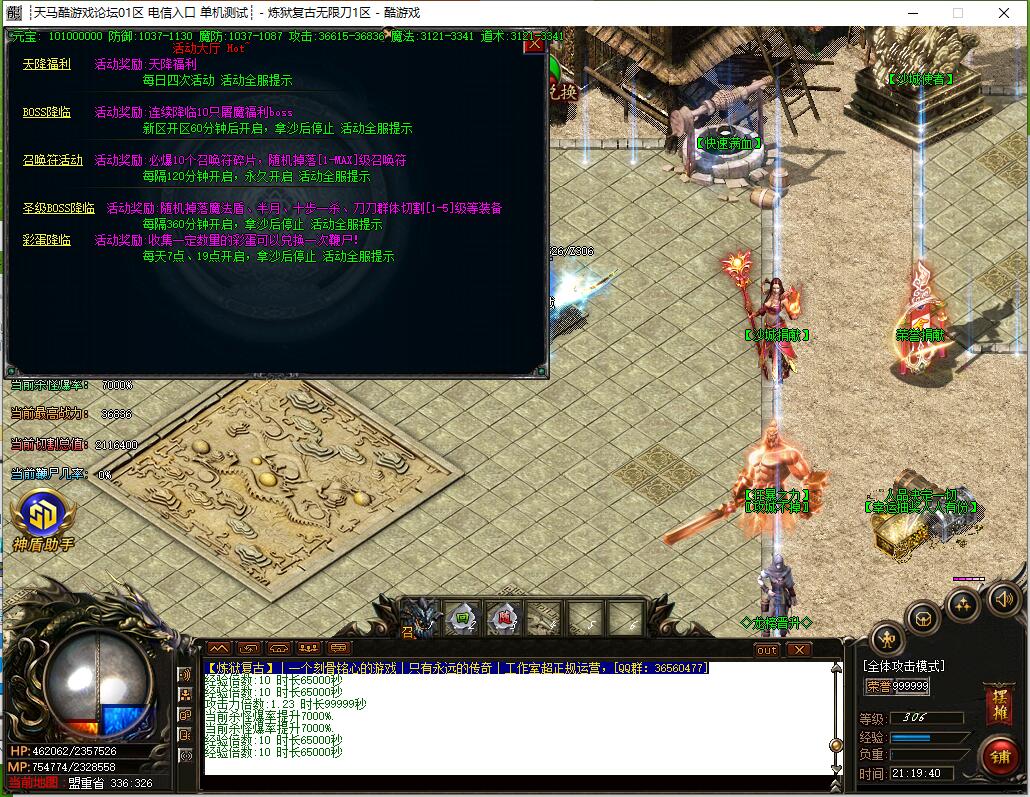 天马酷游戏论坛01区 电信入口 单机测试 - 炼狱复古无限刀1区 - 酷游戏
元宝: 101000000 防御:1037-1130 魔防:1037-1087 攻击:36615-36836 魔法:3121-3341 道术:3121-3341
活动大厅 Hot
天降福利 活动奖励:天降福利
每日四次活动 活动全服提示
BOSS降临 活动奖励:连续降临10只屠魔福利boss
新区开区60分钟后开启，拿沙后停止 活动全服提示
召唤符活动 活动奖励:必爆10个召唤符碎片，随机掉落[1-MAX]级召唤符
每隔120分钟开启，永久开启 活动全服提示
圣级BOSS降临 活动奖励:随机掉落魔法盾、半月、十步一杀、刀刀群体切割[1-5]级等装备
每隔360分钟开启，拿沙后停止 活动全服提示
彩蛋降临 活动奖励:收集一定数量的彩蛋可以兑换一次鞭尸!
每天7点、19点开启，拿沙后停止 活动全服提示
兑换
【快速满血】
【沙城使者】
【沙城捐献】
荣誉捐献
【狂暴之力】
【攻城不掉】
人品决定一切
【幸运抽奖人人有份】
◇龙榜晋升◇
当前杀怪爆率: 7000%
当前最高战力: 36836
当前切割总值: 2116400
当前鞭尸几率: 0%
神盾助手
召
回
随
out
【炼狱复古】｜一个刻骨铭心的游戏｜只有永远的传奇｜工作室超正规运营，[QQ群: 36560477]
经验倍数:10 时长65000秒
经验倍数:10 时长65000秒
攻击力倍数:1.23 时长99999秒
当前杀怪爆率提升7000%.
当前杀怪爆率提升7000%.
经验倍数:10 时长65000秒
经验倍数:10 时长65000秒
HP:462062/2357526
MP:754774/2328558
当前地图: 盟重省 336:326
[全体攻击模式]
荣誉 999999
等级: 306
经验:
负重:
时间: 21:19:40
摆摊
铺